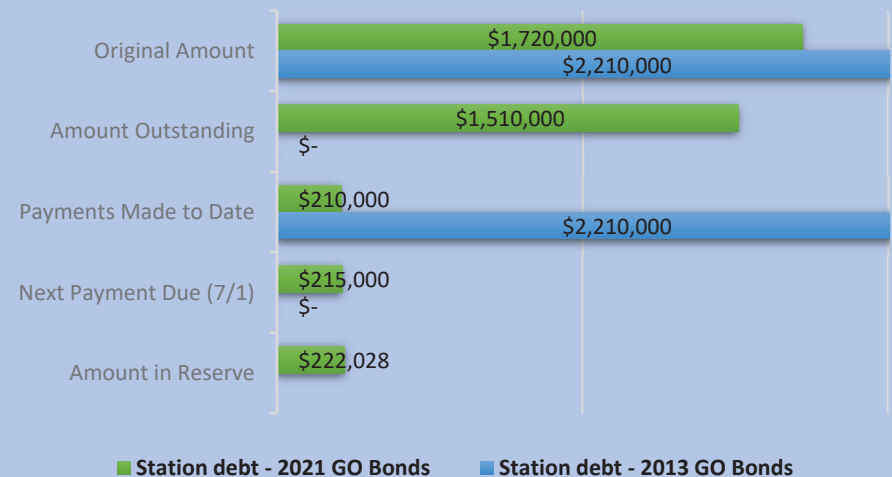 Original Amount
$1,720,000
$2,210,000
Amount Outstanding
$1,510,000
$-
Payments Made to Date
$210,000
$2,210,000
Next Payment Due (7/1)
$215,000
$-
Amount in Reserve
$222,028
Station debt - 2021 GO Bonds
Station debt - 2013 GO Bonds